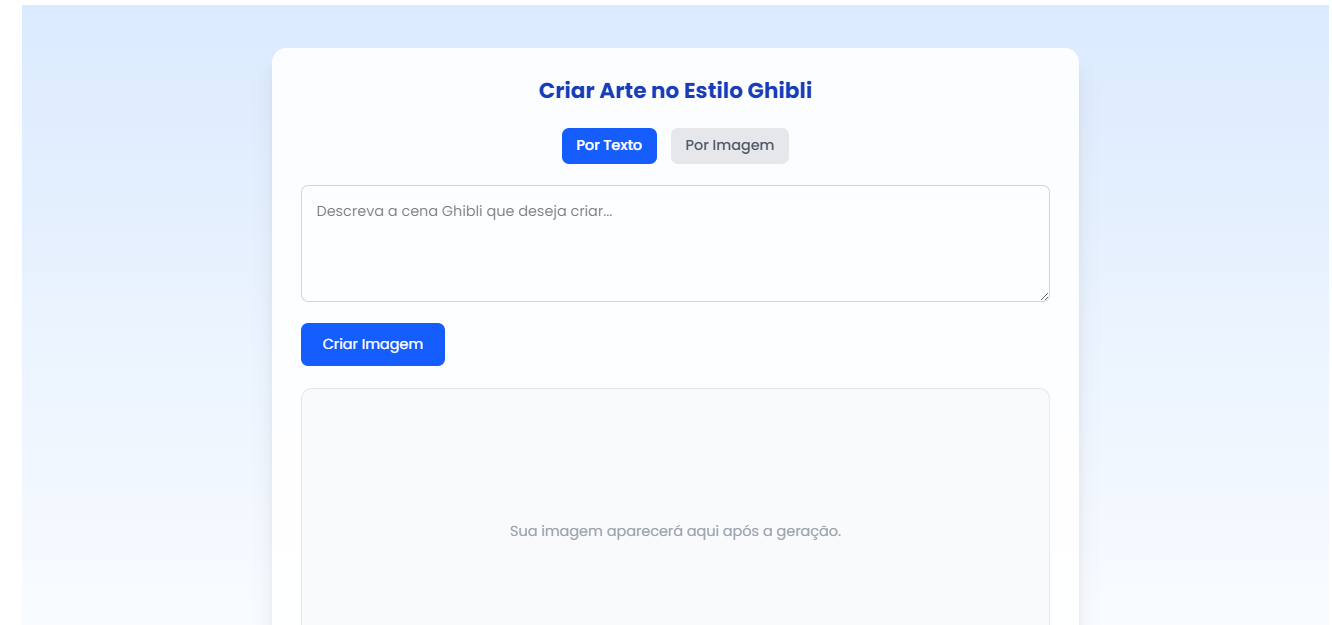 Criar Arte no Estilo Ghibli
Por Texto
Por Imagem
Descreva a cena Ghibli que deseja criar...
Criar Imagem
Sua imagem aparecerá aqui após a geração.